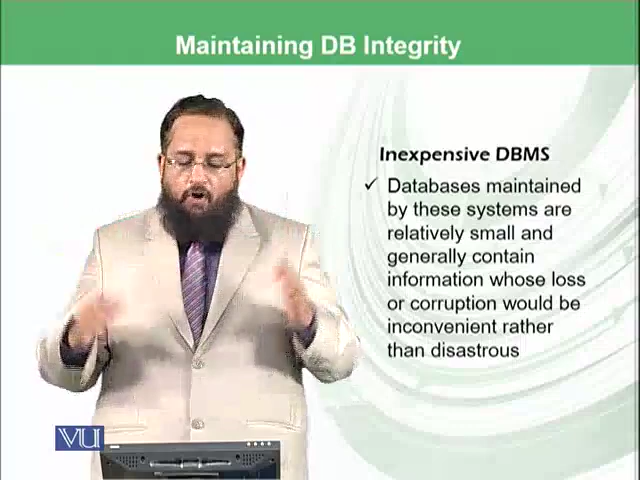 Maintaining DB Integrity
Inexpensive DBMS
✓ Databases maintained
by these systems are
relatively small and
generally contain
information whose loss
or corruption would be
inconvenient rather
than disastrous
VU